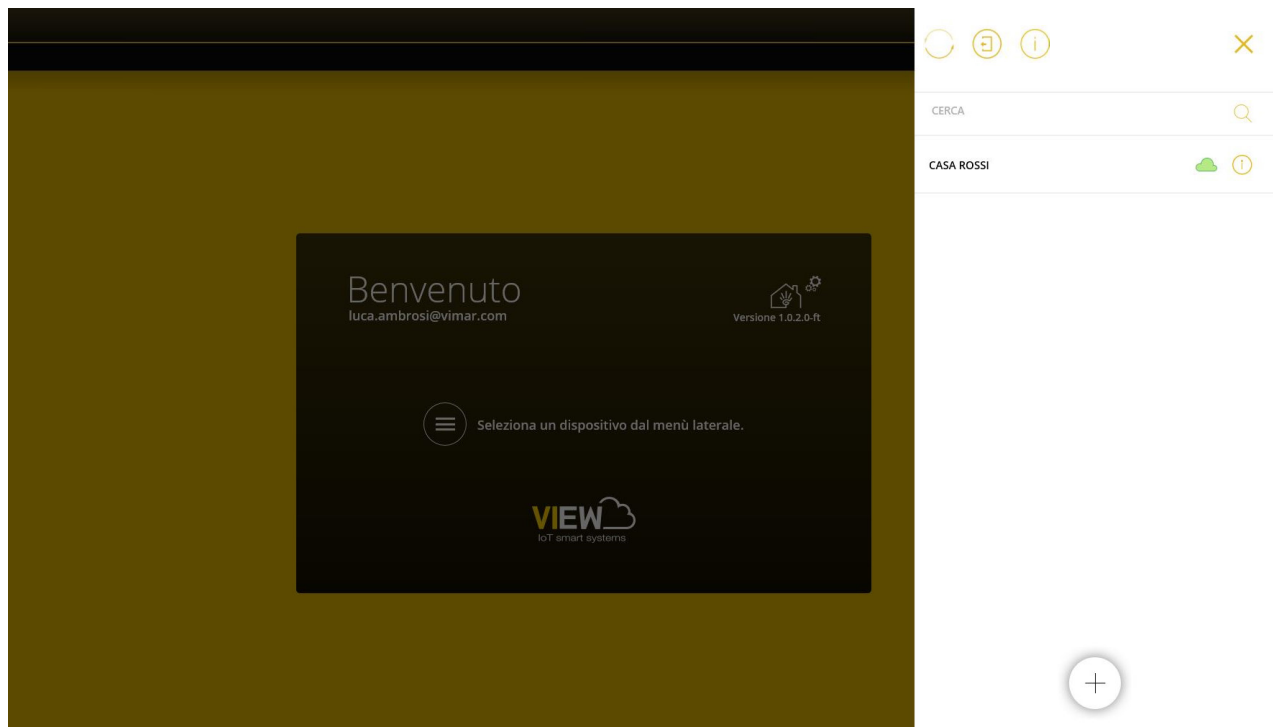 CERCA
CASA ROSSI
Benvenuto
luca.ambrosi@vimar.com
Versione 1.0.2.0-ft
Seleziona un dispositivo dal menù laterale.
VIEW
IoT smart systems